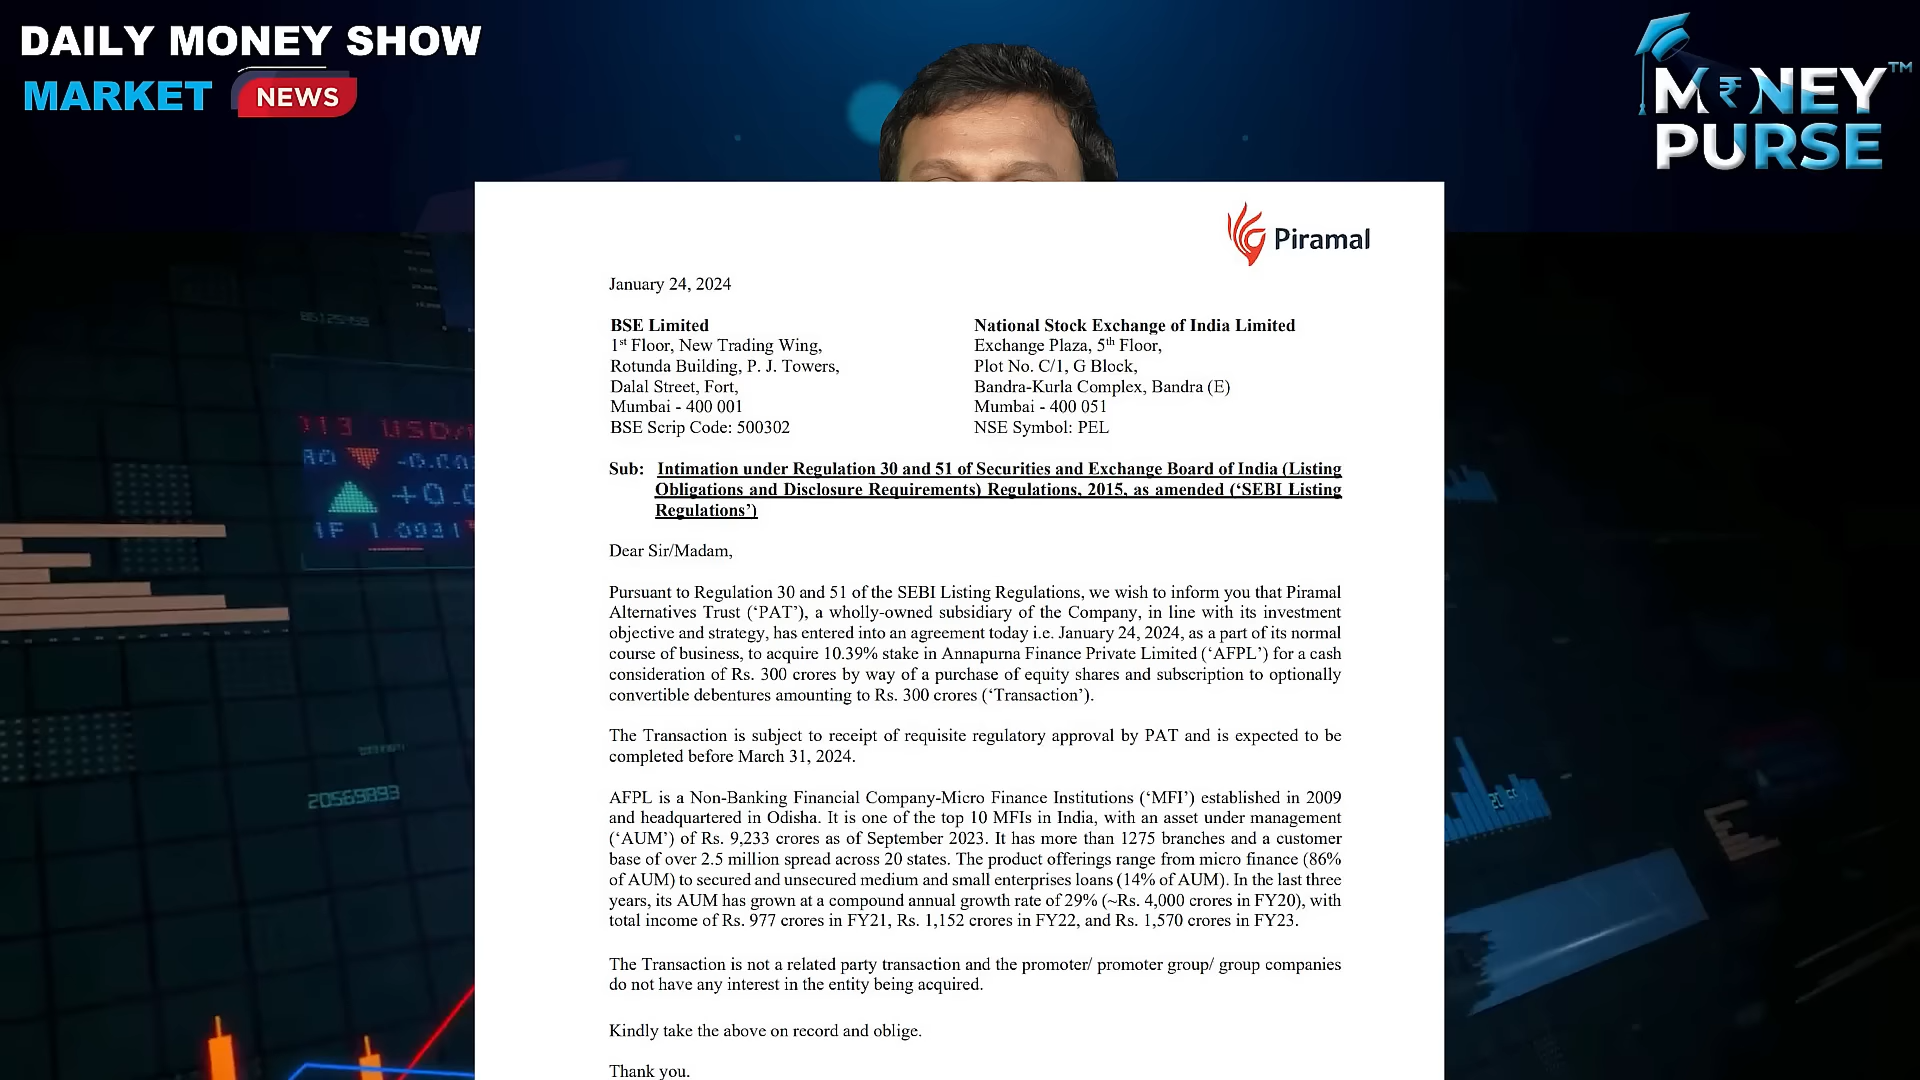 DAILY MONEY SHOW
MARKET NEWS
MONEY™
PURSE
Piramal
January 24, 2024
BSE Limited
1st Floor, New Trading Wing,
Rotunda Building, P. J. Towers,
Dalal Street, Fort,
Mumbai - 400 001
BSE Scrip Code: 500302
National Stock Exchange of India Limited
Exchange Plaza, 5th Floor,
Plot No. C/1, G Block,
Bandra-Kurla Complex, Bandra (E)
Mumbai - 400 051
NSE Symbol: PEL
Sub: Intimation under Regulation 30 and 51 of Securities and Exchange Board of India (Listing
Obligations and Disclosure Requirements) Regulations, 2015, as amended (‘SEBI Listing
Regulations’)
Dear Sir/Madam,
Pursuant to Regulation 30 and 51 of the SEBI Listing Regulations, we wish to inform you that Piramal
Alternatives Trust (‘PAT’), a wholly-owned subsidiary of the Company, in line with its investment
objective and strategy, has entered into an agreement today i.e. January 24, 2024, as a part of its normal
course of business, to acquire 10.39% stake in Annapurna Finance Private Limited (‘AFPL’) for a cash
consideration of Rs. 300 crores by way of a purchase of equity shares and subscription to optionally
convertible debentures amounting to Rs. 300 crores (‘Transaction’).
The Transaction is subject to receipt of requisite regulatory approval by PAT and is expected to be
completed before March 31, 2024.
AFPL is a Non-Banking Financial Company-Micro Finance Institutions (‘MFI’) established in 2009
and headquartered in Odisha. It is one of the top 10 MFIs in India, with an asset under management
(‘AUM’) of Rs. 9,233 crores as of September 2023. It has more than 1275 branches and a customer
base of over 2.5 million spread across 20 states. The product offerings range from micro finance (86%
of AUM) to secured and unsecured medium and small enterprises loans (14% of AUM). In the last three
years, its AUM has grown at a compound annual growth rate of 29% (~Rs. 4,000 crores in FY20), with
total income of Rs. 977 crores in FY21, Rs. 1,152 crores in FY22, and Rs. 1,570 crores in FY23.
The Transaction is not a related party transaction and the promoter/ promoter group/ group companies
do not have any interest in the entity being acquired.
Kindly take the above on record and oblige.
Thank you.
20569893